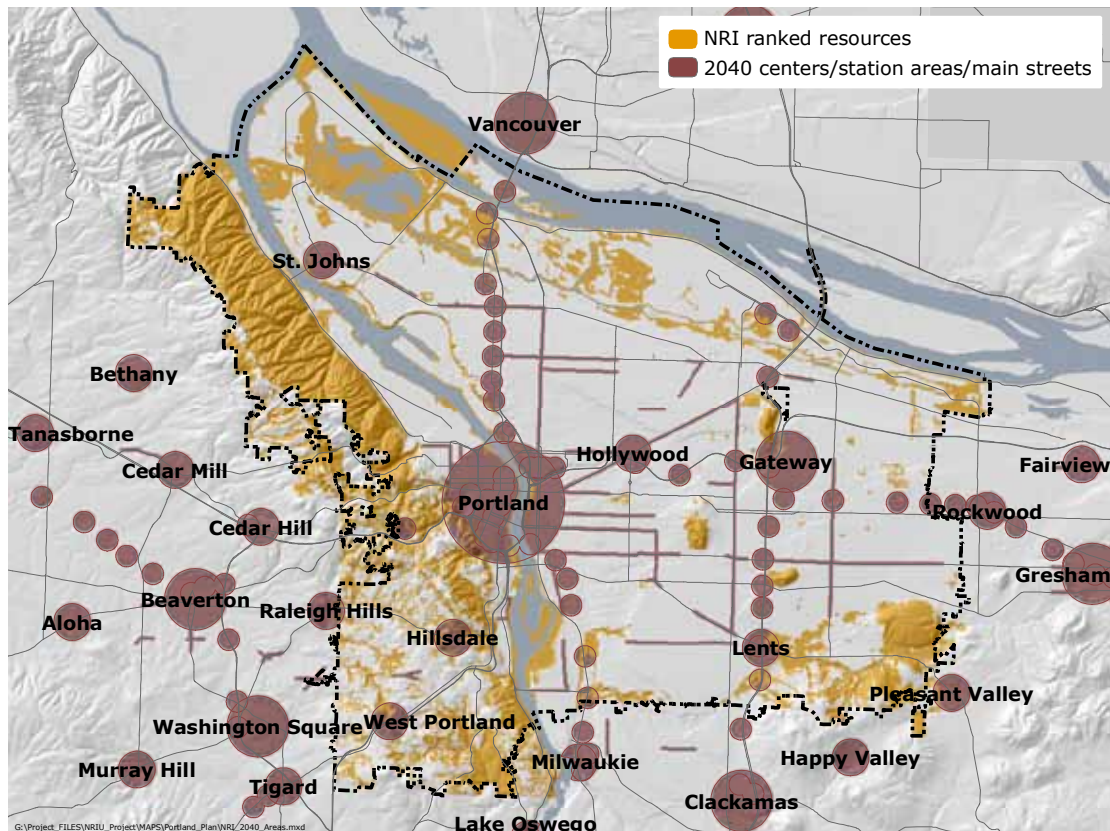 NRI ranked resources
2040 centers/station areas/main streets
Vancouver
St. Johns
Bethany
Tanasborne
Cedar Mill
Hollywood
Gateway
Fairview
Portland
Rockwood
Cedar Hill
Gresham
Beaverton
Raleigh Hills
Aloha
Hillsdale
Lents
Pleasant Valley
Washington Square
West Portland
Murray Hill
Milwaukie
Happy Valley
Tigard
Clackamas
Lake Oswego
G:\Project_FILES\NRIU_Project\MAPS\Portland_Plan\NRI_2040_Areas.mxd